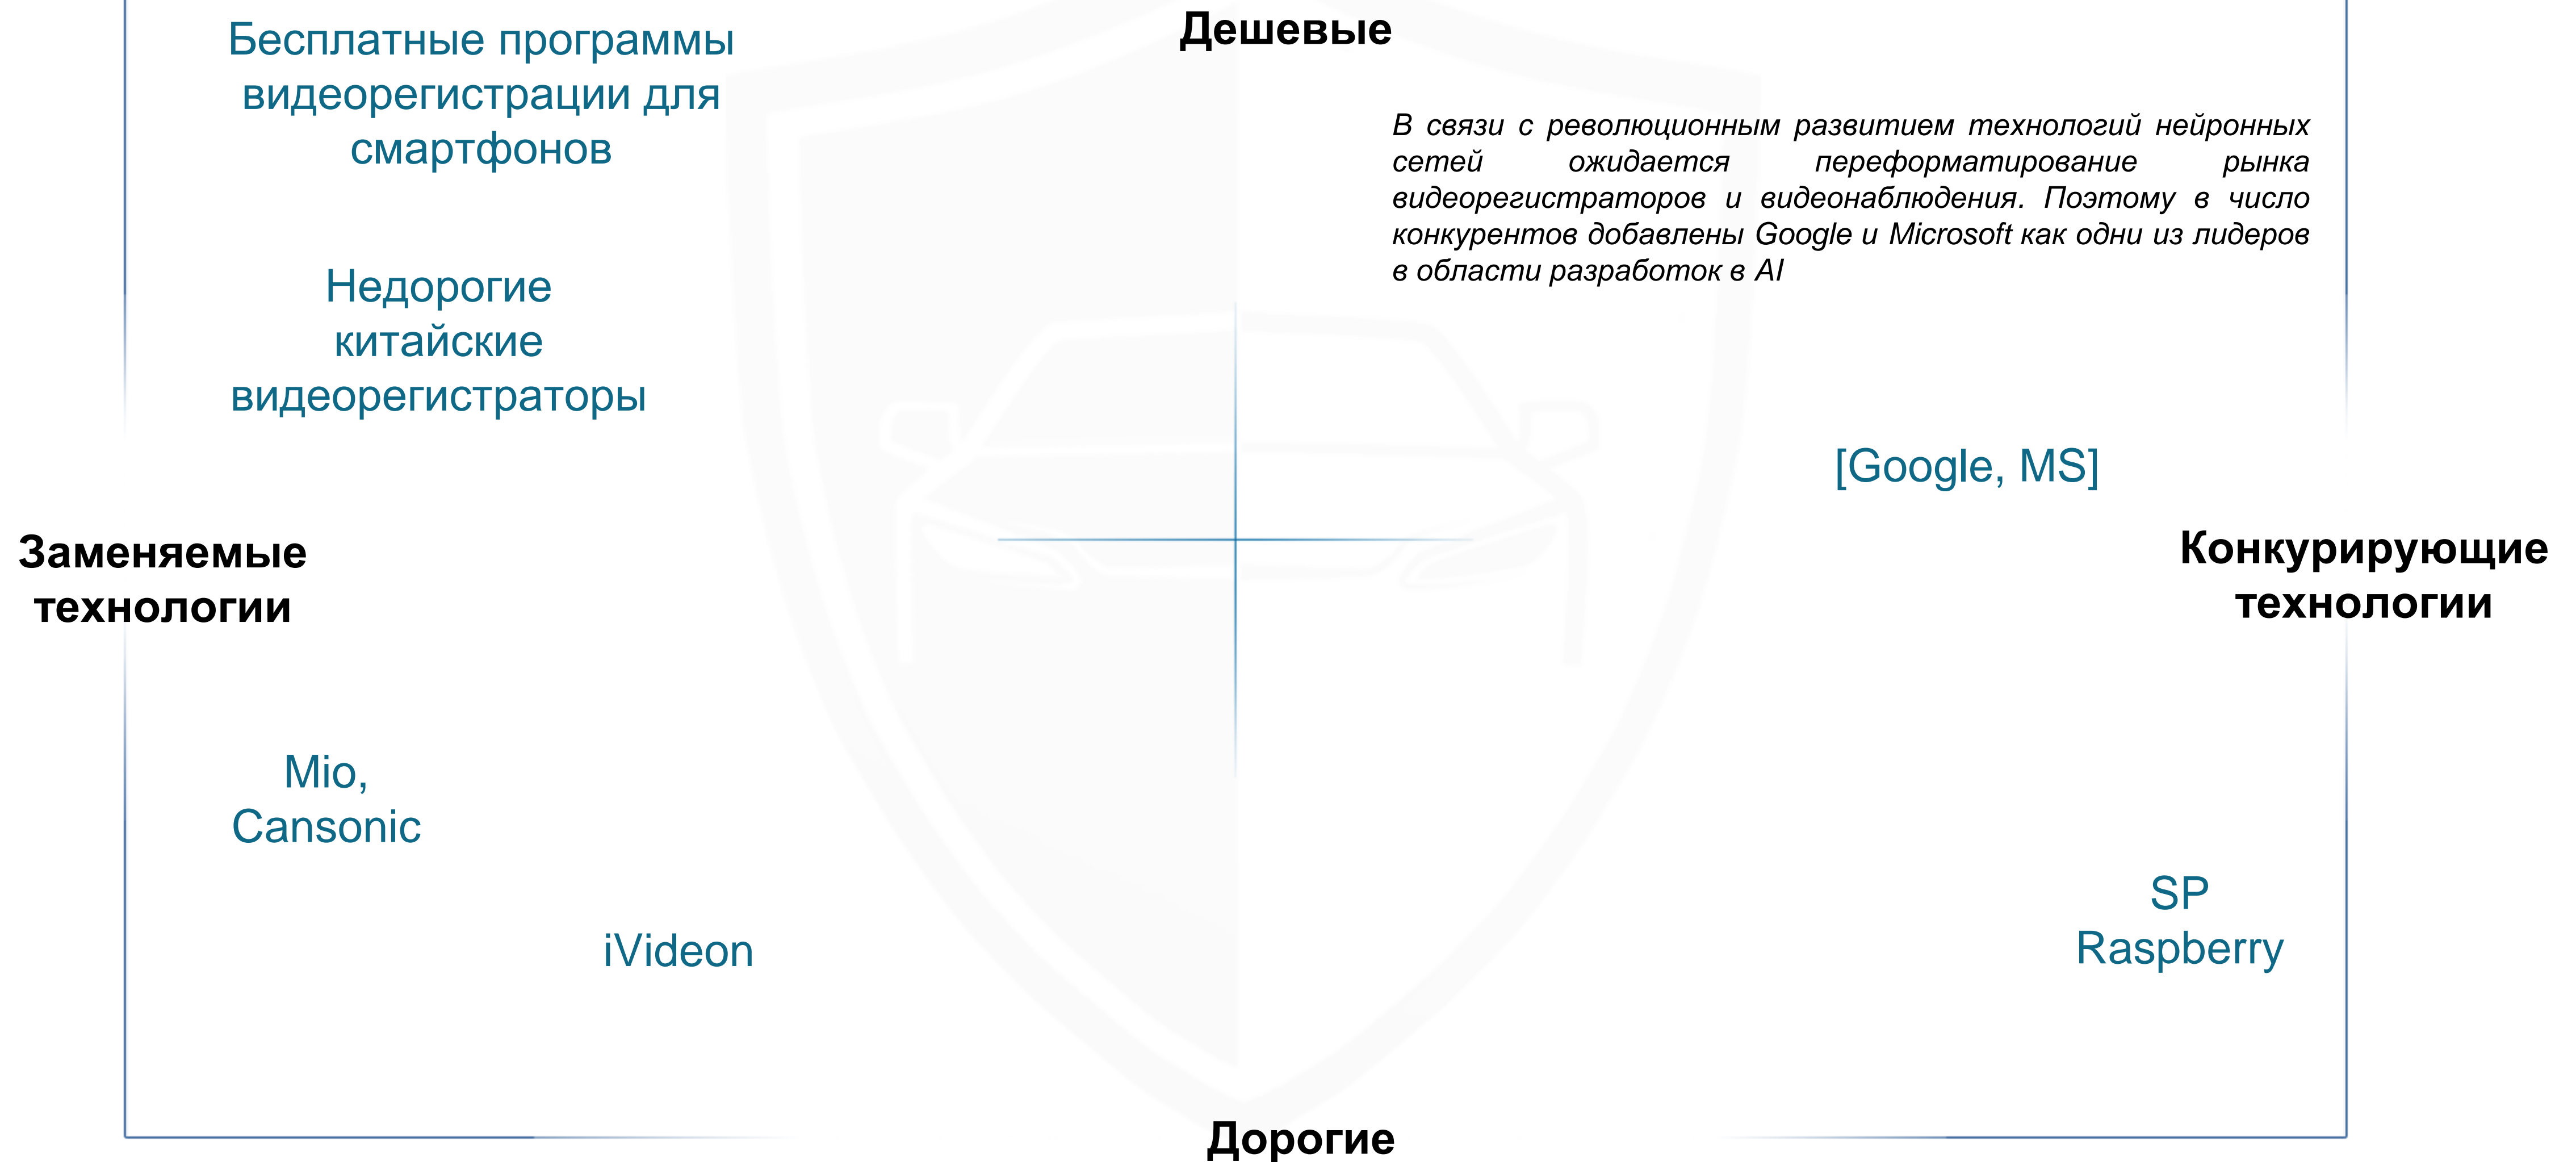 Дешевые
Бесплатные программы
видеорегистрации для
смартфонов
В связи с революционным развитием технологий нейронных
сетей ожидается переформатирование рынка
видеорегистраторов и видеонаблюдения. Поэтому в число
конкурентов добавлены Google и Microsoft как одни из лидеров
в области разработок в AI
Недорогие
китайские
видеорегистраторы
[Google, MS]
Заменяемые
технологии
Конкурирующие
технологии
Mio,
Cansonic
iVideon
SP
Raspberry
Дорогие